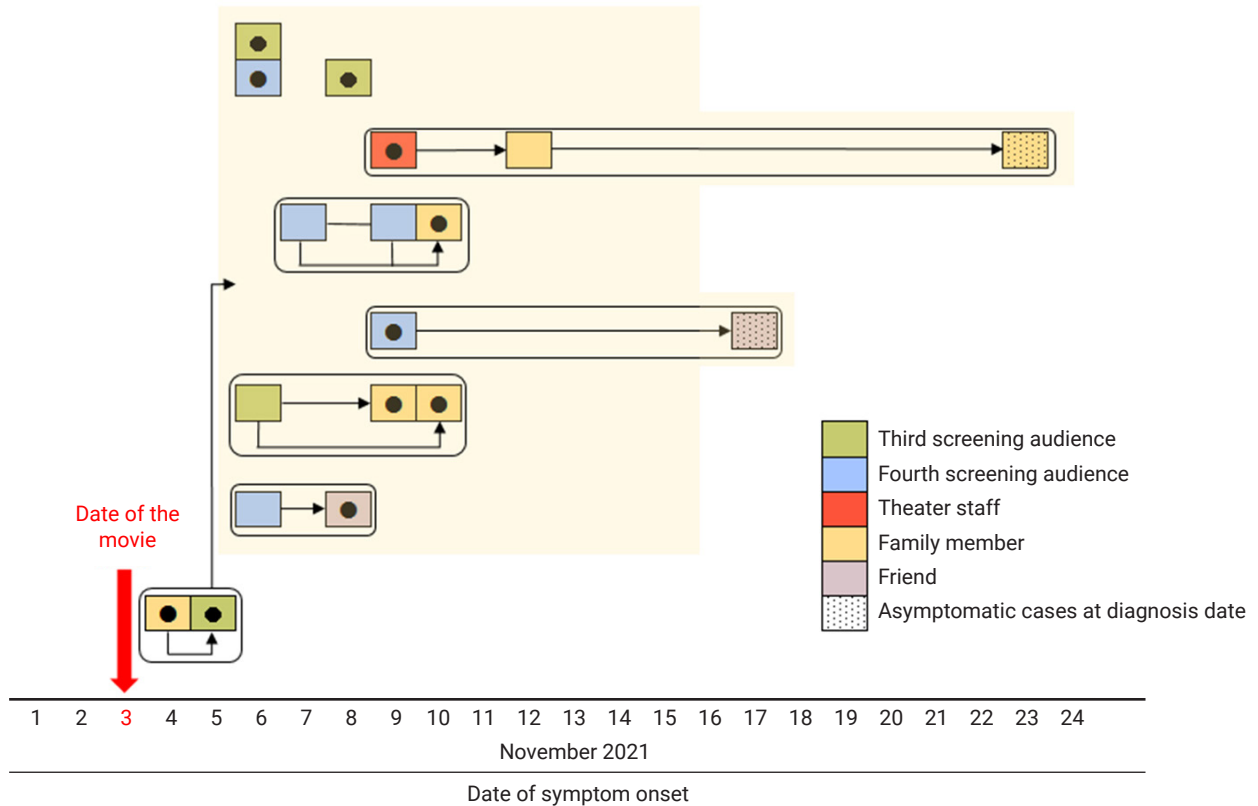 Third screening audience
Fourth screening audience
Theater staff
Family member
Friend
Asymptomatic cases at diagnosis date
Date of the
movie
1 2 3 4 5 6 7 8 9 10 11 12 13 14 15 16 17 18 19 20 21 22 23 24
November 2021
Date of symptom onset